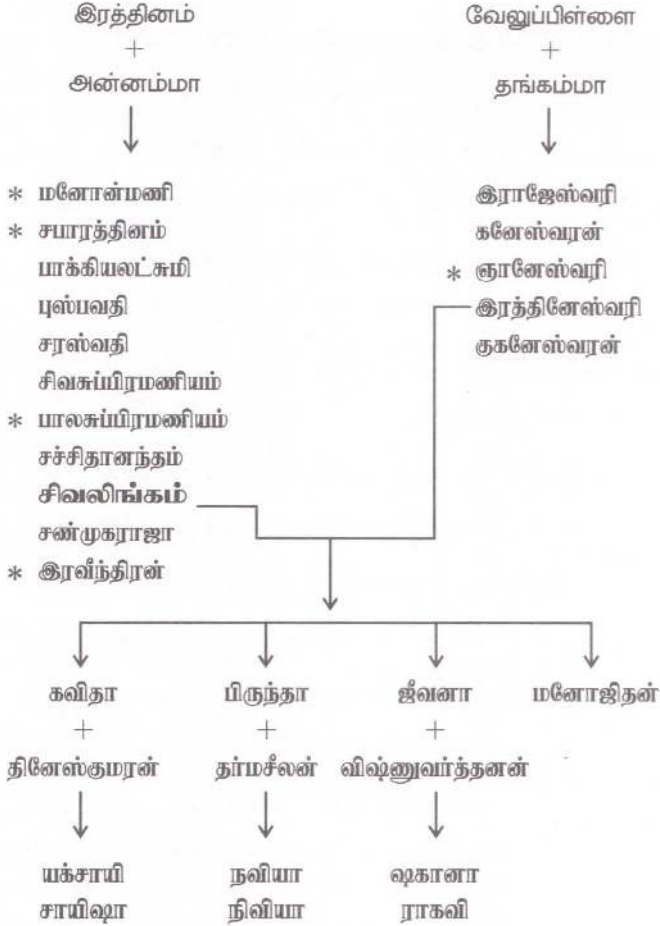 இரத்தினம்
+
அன்னம்மா
* மனோன்மணி
* சபாரத்தினம்
பாக்கியலட்சுமி
புஸ்பவதி
சரஸ்வதி
சிவசுப்பிரமணியம்
* பாலசுப்பிரமணியம்
சச்சிதானந்தம்
சிவலிங்கம்
சண்முகராஜா
* இரவீந்திரன்
வேலுப்பிள்ளை
+
தங்கம்மா
இராஜேஸ்வரி
கனேஸ்வரன்
* ஞானேஸ்வரி
இரத்தினேஸ்வரி
குகனேஸ்வரன்
கவிதா
+
தினேஸ்குமரன்
யக்சாயி
சாயிஷா
பிருந்தா
+
தர்மசீலன்
நவியா
நிவியா
ஜீவனா
+
விஷ்ணுவர்த்தனன்
ஷகானா
ராகவி
மனோஜிதன்